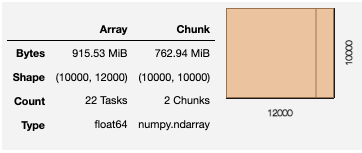 Array Chunk
Bytes 915.53 MiB 762.94 MiB
Shape (10000, 12000) (10000, 10000)
Count 22 Tasks 2 Chunks
Type float64 numpy.ndarray
10000
12000